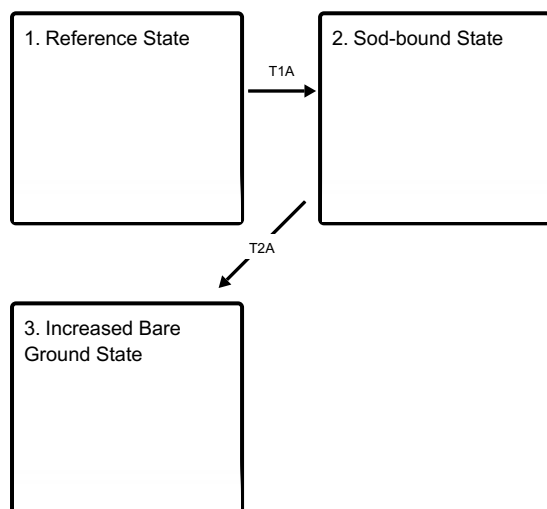 1. Reference State
2. Sod-bound State
T1A
T2A
3. Increased Bare
Ground State